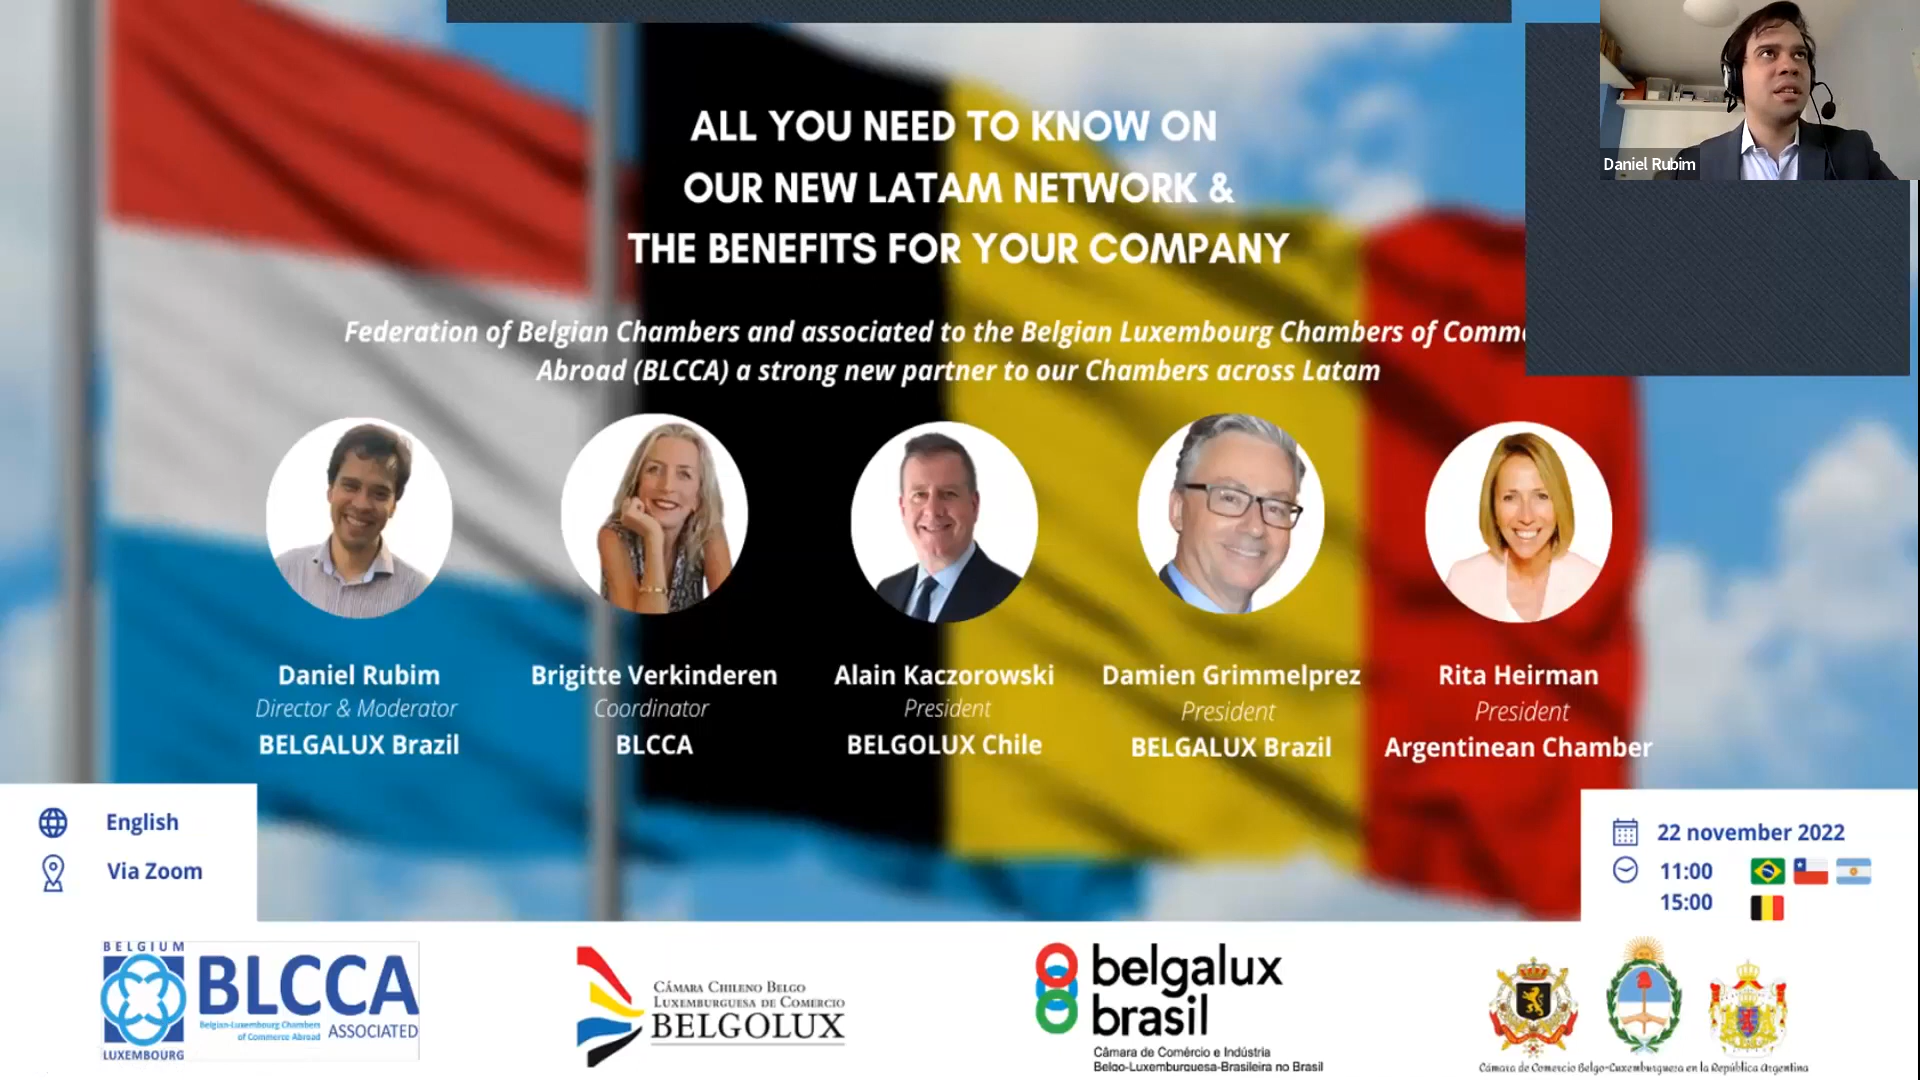 ALL YOU NEED TO KNOW ON
OUR NEW LATAM NETWORK &
THE BENEFITS FOR YOUR COMPANY
Daniel Rubim
Federation of Belgian Chambers and associated to the Belgian Luxembourg Chambers of Comme
Abroad (BLCCA) a strong new partner to our Chambers across Latam
Daniel Rubim
Director & Moderator
BELGALUX Brazil
Brigitte Verkinderen
Coordinator
BLCCA
Alain Kaczorowski
President
BELGOLUX Chile
Damien Grimmelprez
President
BELGALUX Brazil
Rita Heirman
President
Argentinean Chamber
English
Via Zoom
22 november 2022
11:00
15:00
BELGIUM
BLCCA
Belgian-Luxembourg Chambers
of Commerce Abroad
ASSOCIATED
LUXEMBOURG
CÁMARA CHILENO BELGO
LUXEMBURGUESA DE COMERCIO
BELGOLUX
belgalux
brasil
Câmara de Comércio e Indústria
Belgo-Luxemburguesa-Brasileira no Brasil
Cámara de Comercio Belgo-Luxemburguesa en la República Argentina